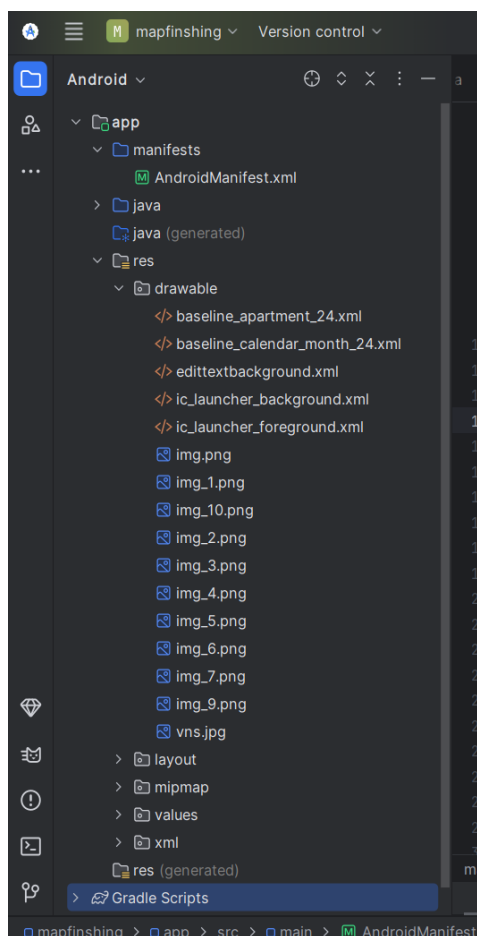 M mapfinshing Version control
Android
a
app
manifests
M AndroidManifest.xml
java
java (generated)
res
drawable
</> baseline_apartment_24.xml
</> baseline_calendar_month_24.xml
</> edittextbackground.xml
</> ic_launcher_background.xml
</> ic_launcher_foreground.xml
img.png
img_1.png
img_10.png
img_2.png
img_3.png
img_4.png
img_5.png
img_6.png
img_7.png
img_9.png
vns.jpg
layout
mipmap
values
xml
res (generated)
m
Gradle Scripts
mapfinshing > app > src > main > M AndroidManifest